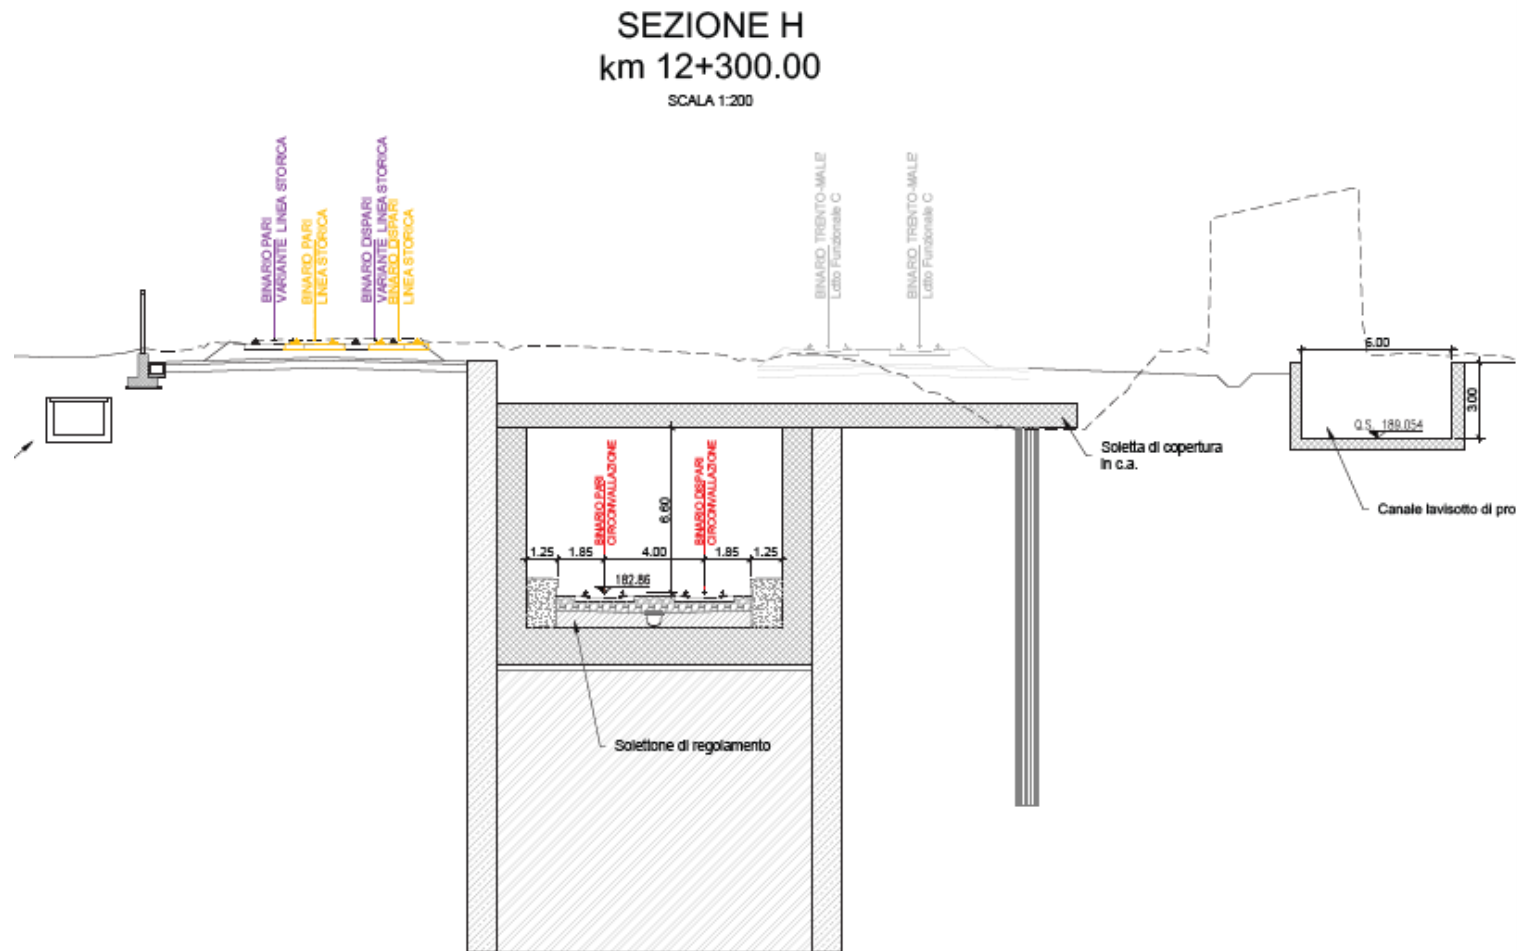 SEZIONE H
km 12+300.00
SCALA 1:200
BINARIO PARI
VARIANTE LINEA STORICA
BINARIO PARI
LINEA STORICA
BINARIO DISPARI
VARIANTE LINEA STORICA
BINARIO DISPARI
LINEA STORICA
BINARIO TRENTO-MALE'
Lotto Funzionale C
BINARIO TRENTO-MALE'
Lotto Funzionale C
6.00
3.00
Q.S. 189.054
Soletta di copertura
in c.a.
Canale lavisotto di pro
BINARIO PARI
CIRCONVALLAZIONE
BINARIO DISPARI
CIRCONVALLAZIONE
6.60
1.25 1.85 4.00 1.85 1.25
182.86
Solettone di regolamento